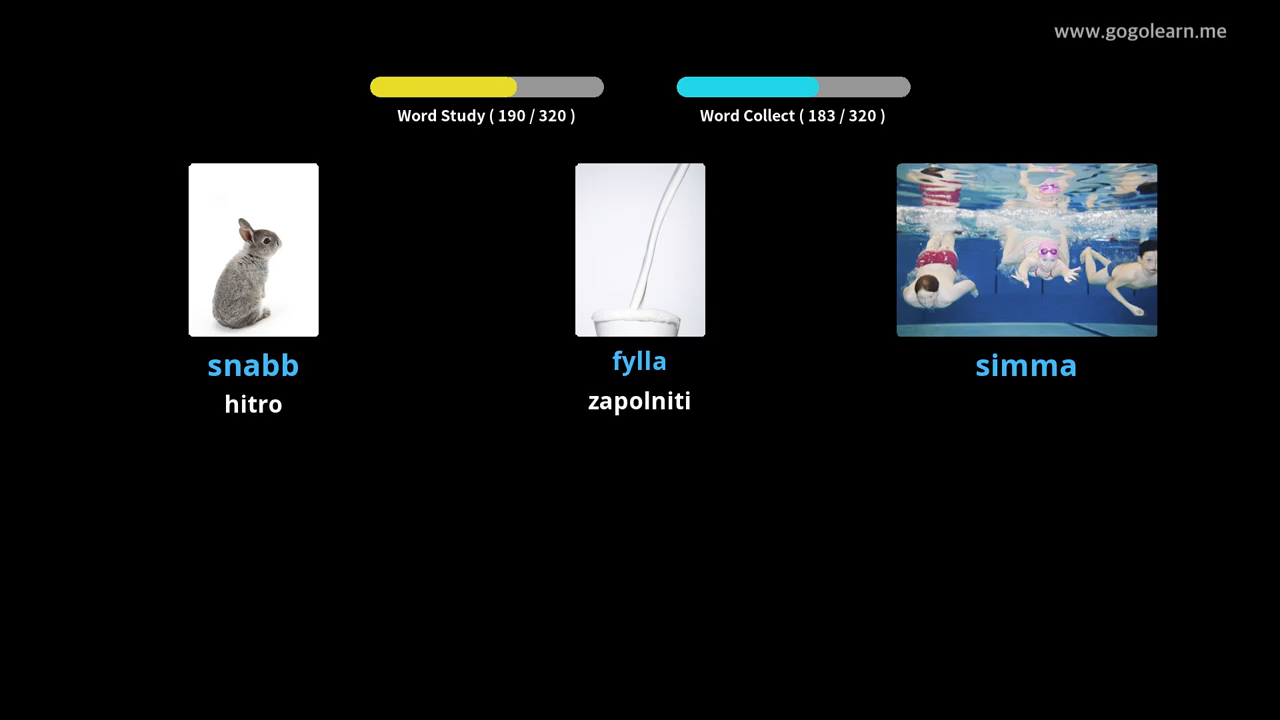 www.gogolearn.me
Word Study ( 190 / 320 )
Word Collect ( 183 / 320 )
snabb
fylla
simma
hitro
zapolniti